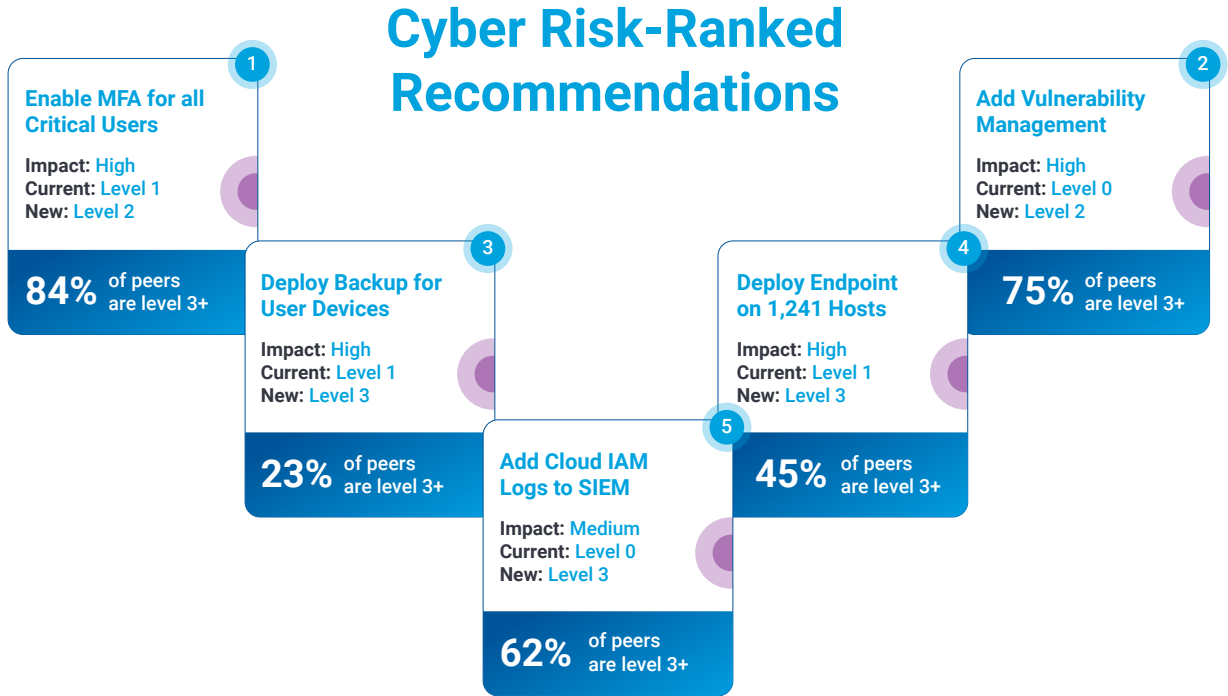 Cyber Risk-Ranked
Recommendations
1
Enable MFA for all
Critical Users
Impact: High
Current: Level 1
New: Level 2
84%
of peers
are level 3+
2
Add Vulnerability
Management
Impact: High
Current: Level 0
New: Level 2
75%
of peers
are level 3+
3
Deploy Backup for
User Devices
Impact: High
Current: Level 1
New: Level 3
23%
of peers
are level 3+
4
Deploy Endpoint
on 1,241 Hosts
Impact: High
Current: Level 1
New: Level 3
45%
of peers
are level 3+
5
Add Cloud IAM
Logs to SIEM
Impact: Medium
Current: Level 0
New: Level 3
62%
of peers
are level 3+